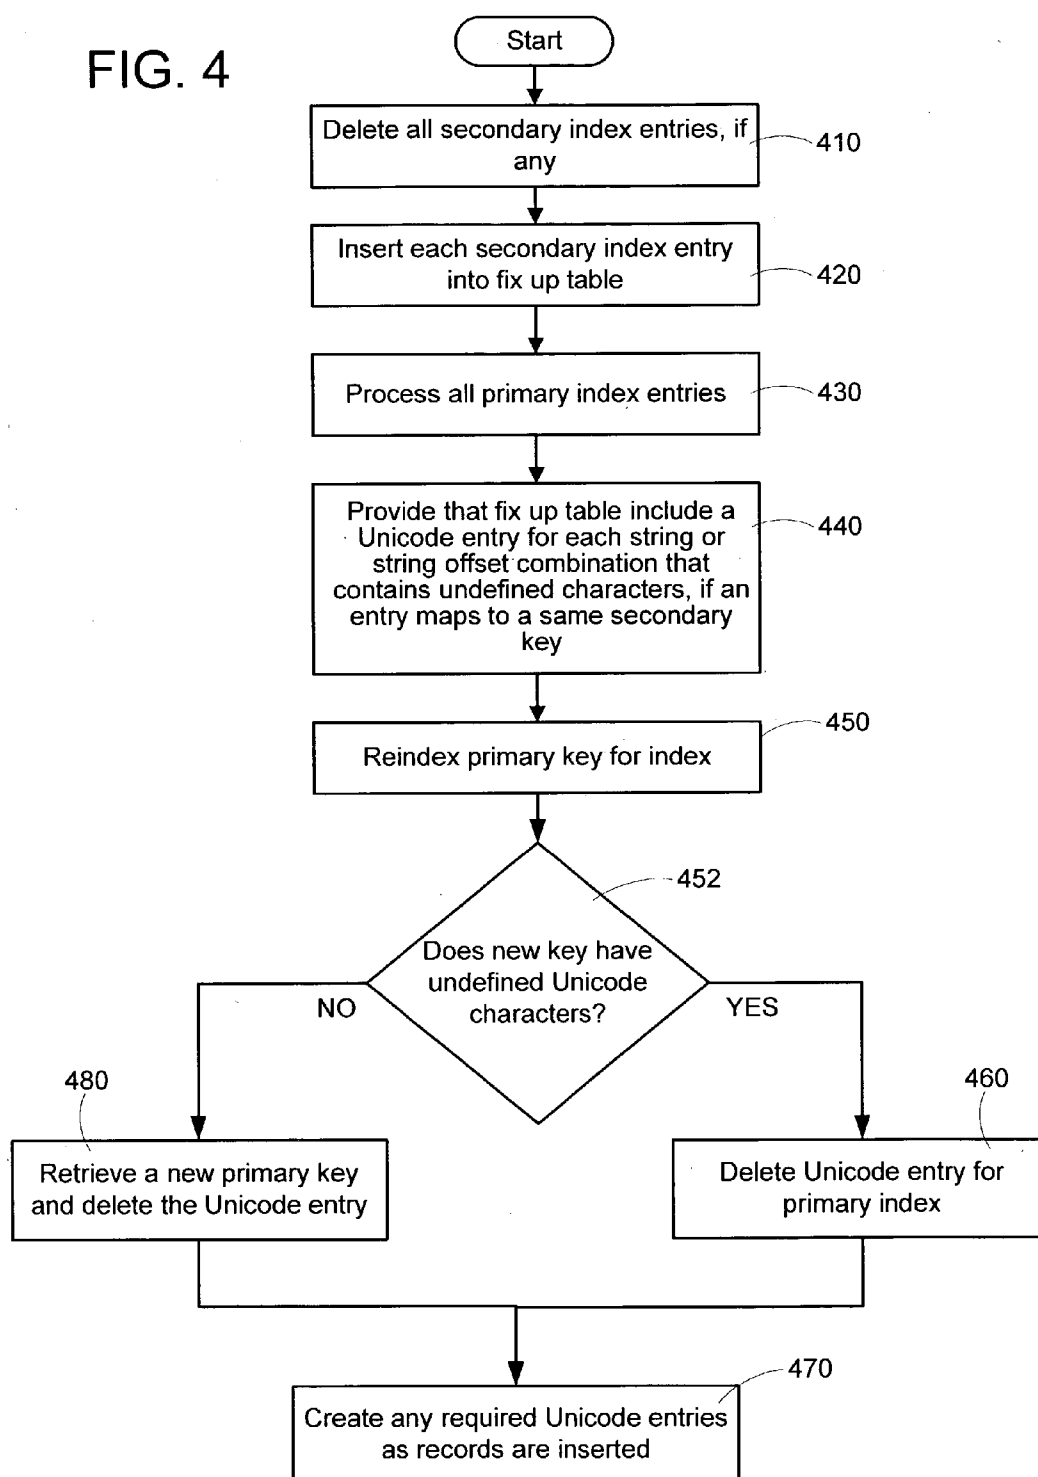 FIG. 4
Start
Delete all secondary index entries, if
any
410
Insert each secondary index entry
into fix up table
420
Process all primary index entries
430
Provide that fix up table include a
Unicode entry for each string or
string offset combination that
contains undefined characters, if an
entry maps to a same secondary
key
440
450
Reindex primary key for index
452
Does new key have
undefined Unicode
characters?
NO
YES
480
460
Retrieve a new primary key
and delete the Unicode entry
Delete Unicode entry for
primary index
470
Create any required Unicode entries
as records are inserted